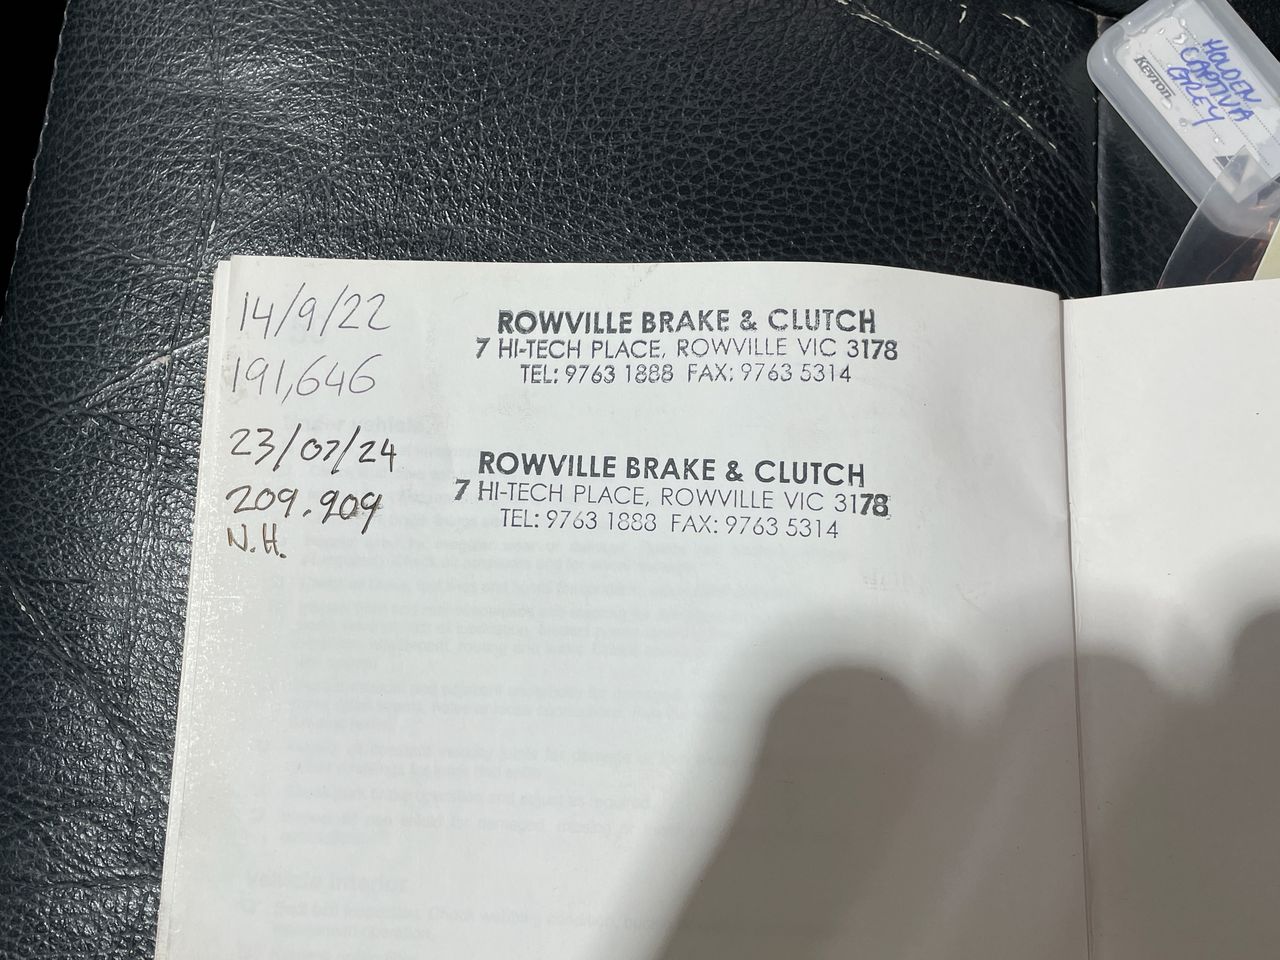 14/9/22
191,646
ROWVILLE BRAKE & CLUTCH
7 HI-TECH PLACE, ROWVILLE VIC 3178
TEL: 9763 1888 FAX: 9763 5314
23/07/24
209.909
N.H.
ROWVILLE BRAKE & CLUTCH
7 HI-TECH PLACE, ROWVILLE VIC 3178
TEL: 9763 1888 FAX: 9763 5314
HOLDEN
CAPTIVA
GREY
Kevron